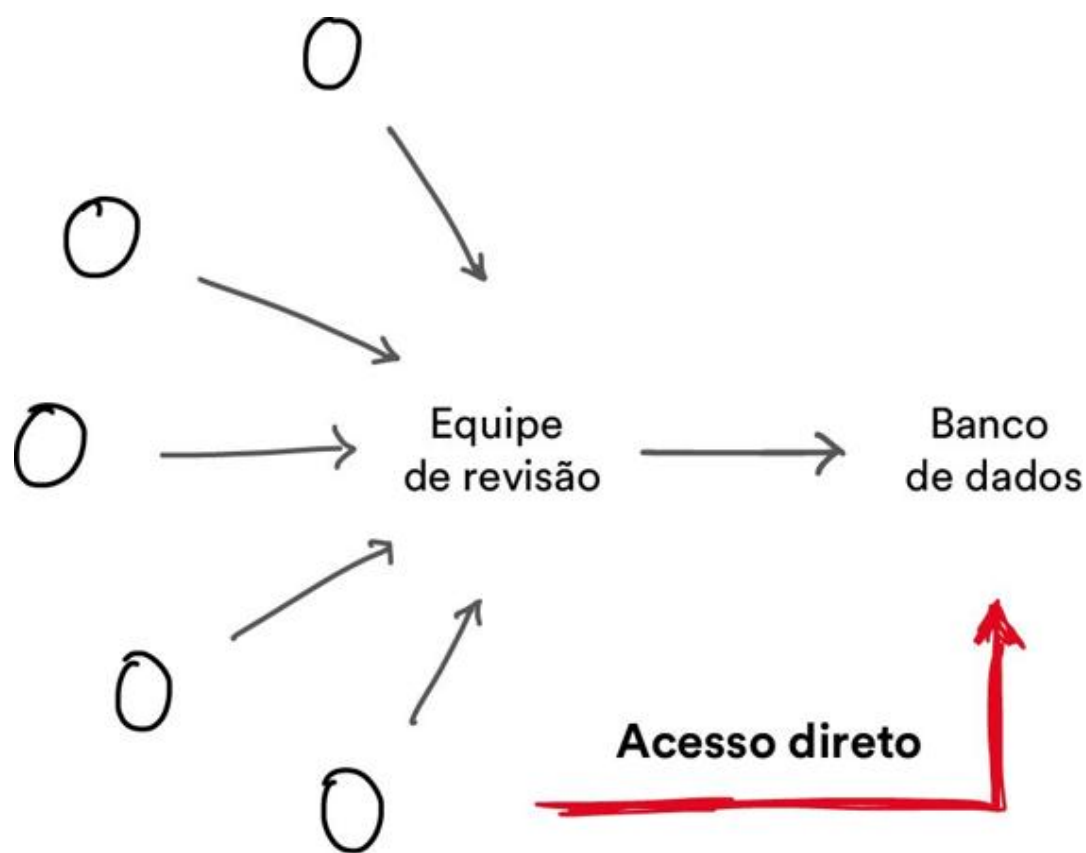 Equipe
de revisão
Banco
de dados
Acesso direto